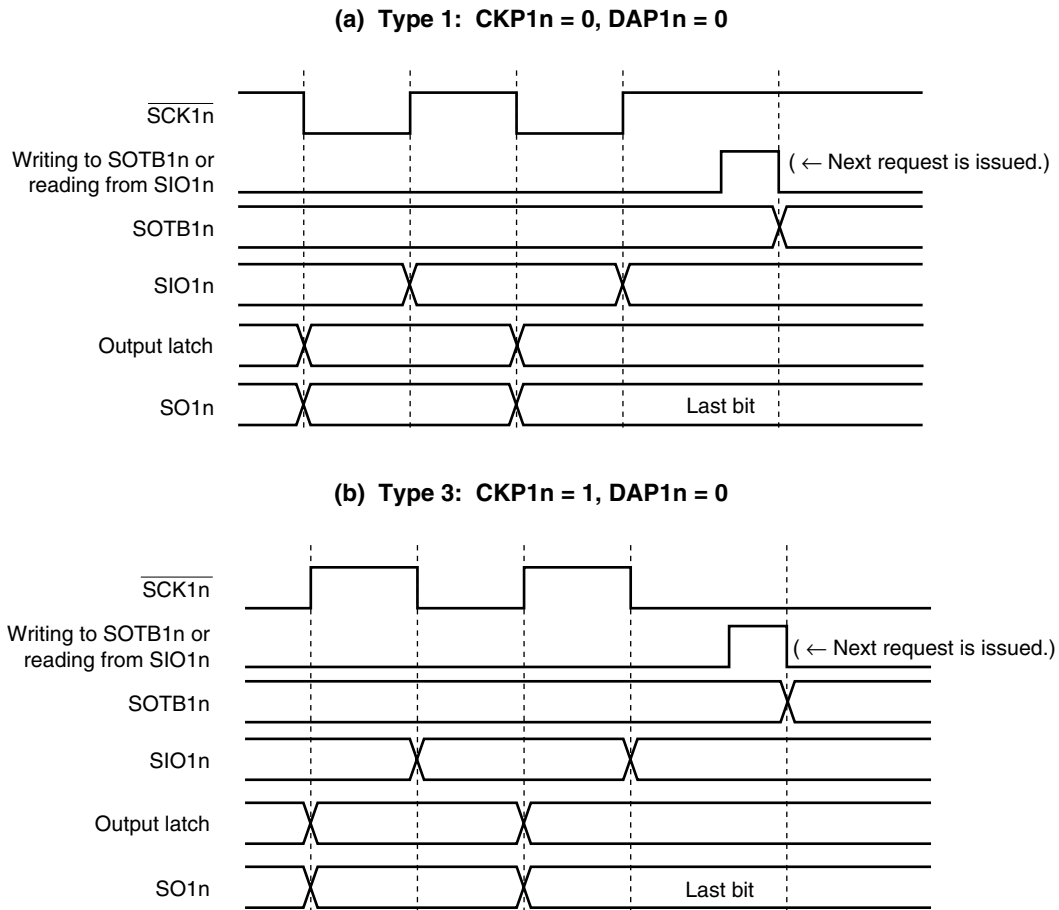 (a) Type 1: CKP1n = 0, DAP1n = 0
SCK1n
Writing to SOTB1n or
reading from SIO1n
( ← Next request is issued.)
SOTB1n
SIO1n
Output latch
SO1n
Last bit
(b) Type 3: CKP1n = 1, DAP1n = 0
SCK1n
Writing to SOTB1n or
reading from SIO1n
( ← Next request is issued.)
SOTB1n
SIO1n
Output latch
SO1n
Last bit